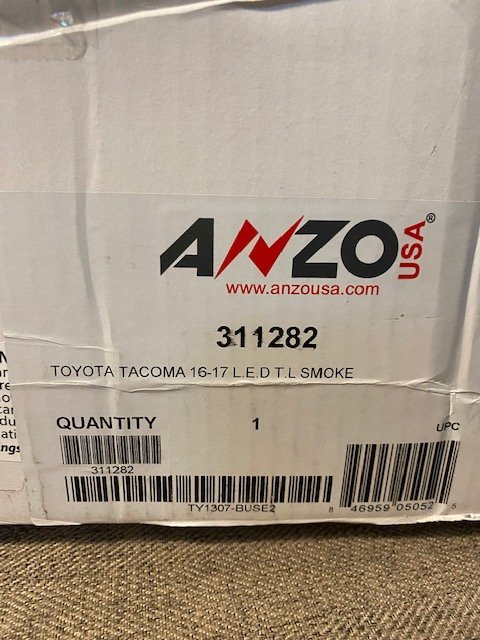 ANZO USA®
www.anzousa.com
311282
TOYOTA TACOMA 16-17 L.E.D T.L SMOKE
QUANTITY 1 UPC
311282
TY1307-BUSE2
8 46959 05052 5